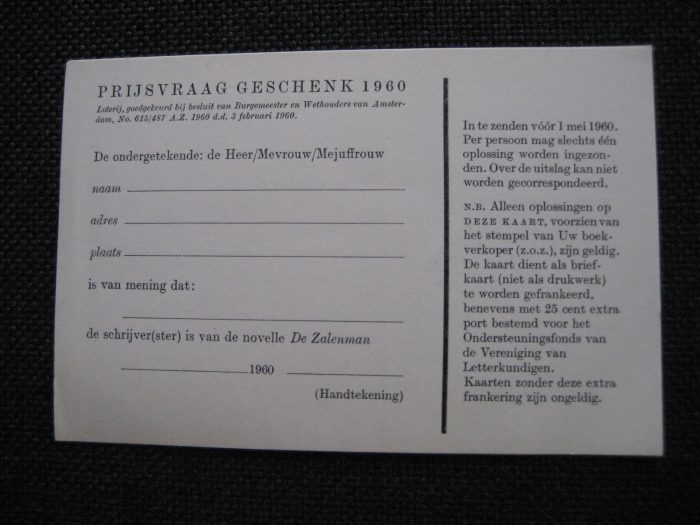 PRIJSVRAAG GESCHENK 1960
Loterij, goedgekeurd bij besluit van Burgemeester en Wethouders van Amster-
dam, No. 615/487 A.Z. 1960 d.d. 3 februari 1960.
De ondergetekende: de Heer/Mevrouw/Mejuffrouw
naam
adres
plaats
is van mening dat:
de schrijver(ster) is van de novelle De Zalenman
1960
(Handtekening)
In te zenden vóór 1 mei 1960.
Per persoon mag slechts één
oplossing worden ingezon-
den. Over de uitslag kan niet
worden gecorrespondeerd.
N.B. Alleen oplossingen op
DEZE KAART, voorzien van
het stempel van Uw boek-
verkoper (z.o.z.), zijn geldig.
De kaart dient als brief-
kaart (niet als drukwerk)
te worden gefrankeerd,
benevens met 25 cent extra
port bestemd voor het
Ondersteuningsfonds van
de Vereniging van
Letterkundigen.
Kaarten zonder deze extra
frankering zijn ongeldig.